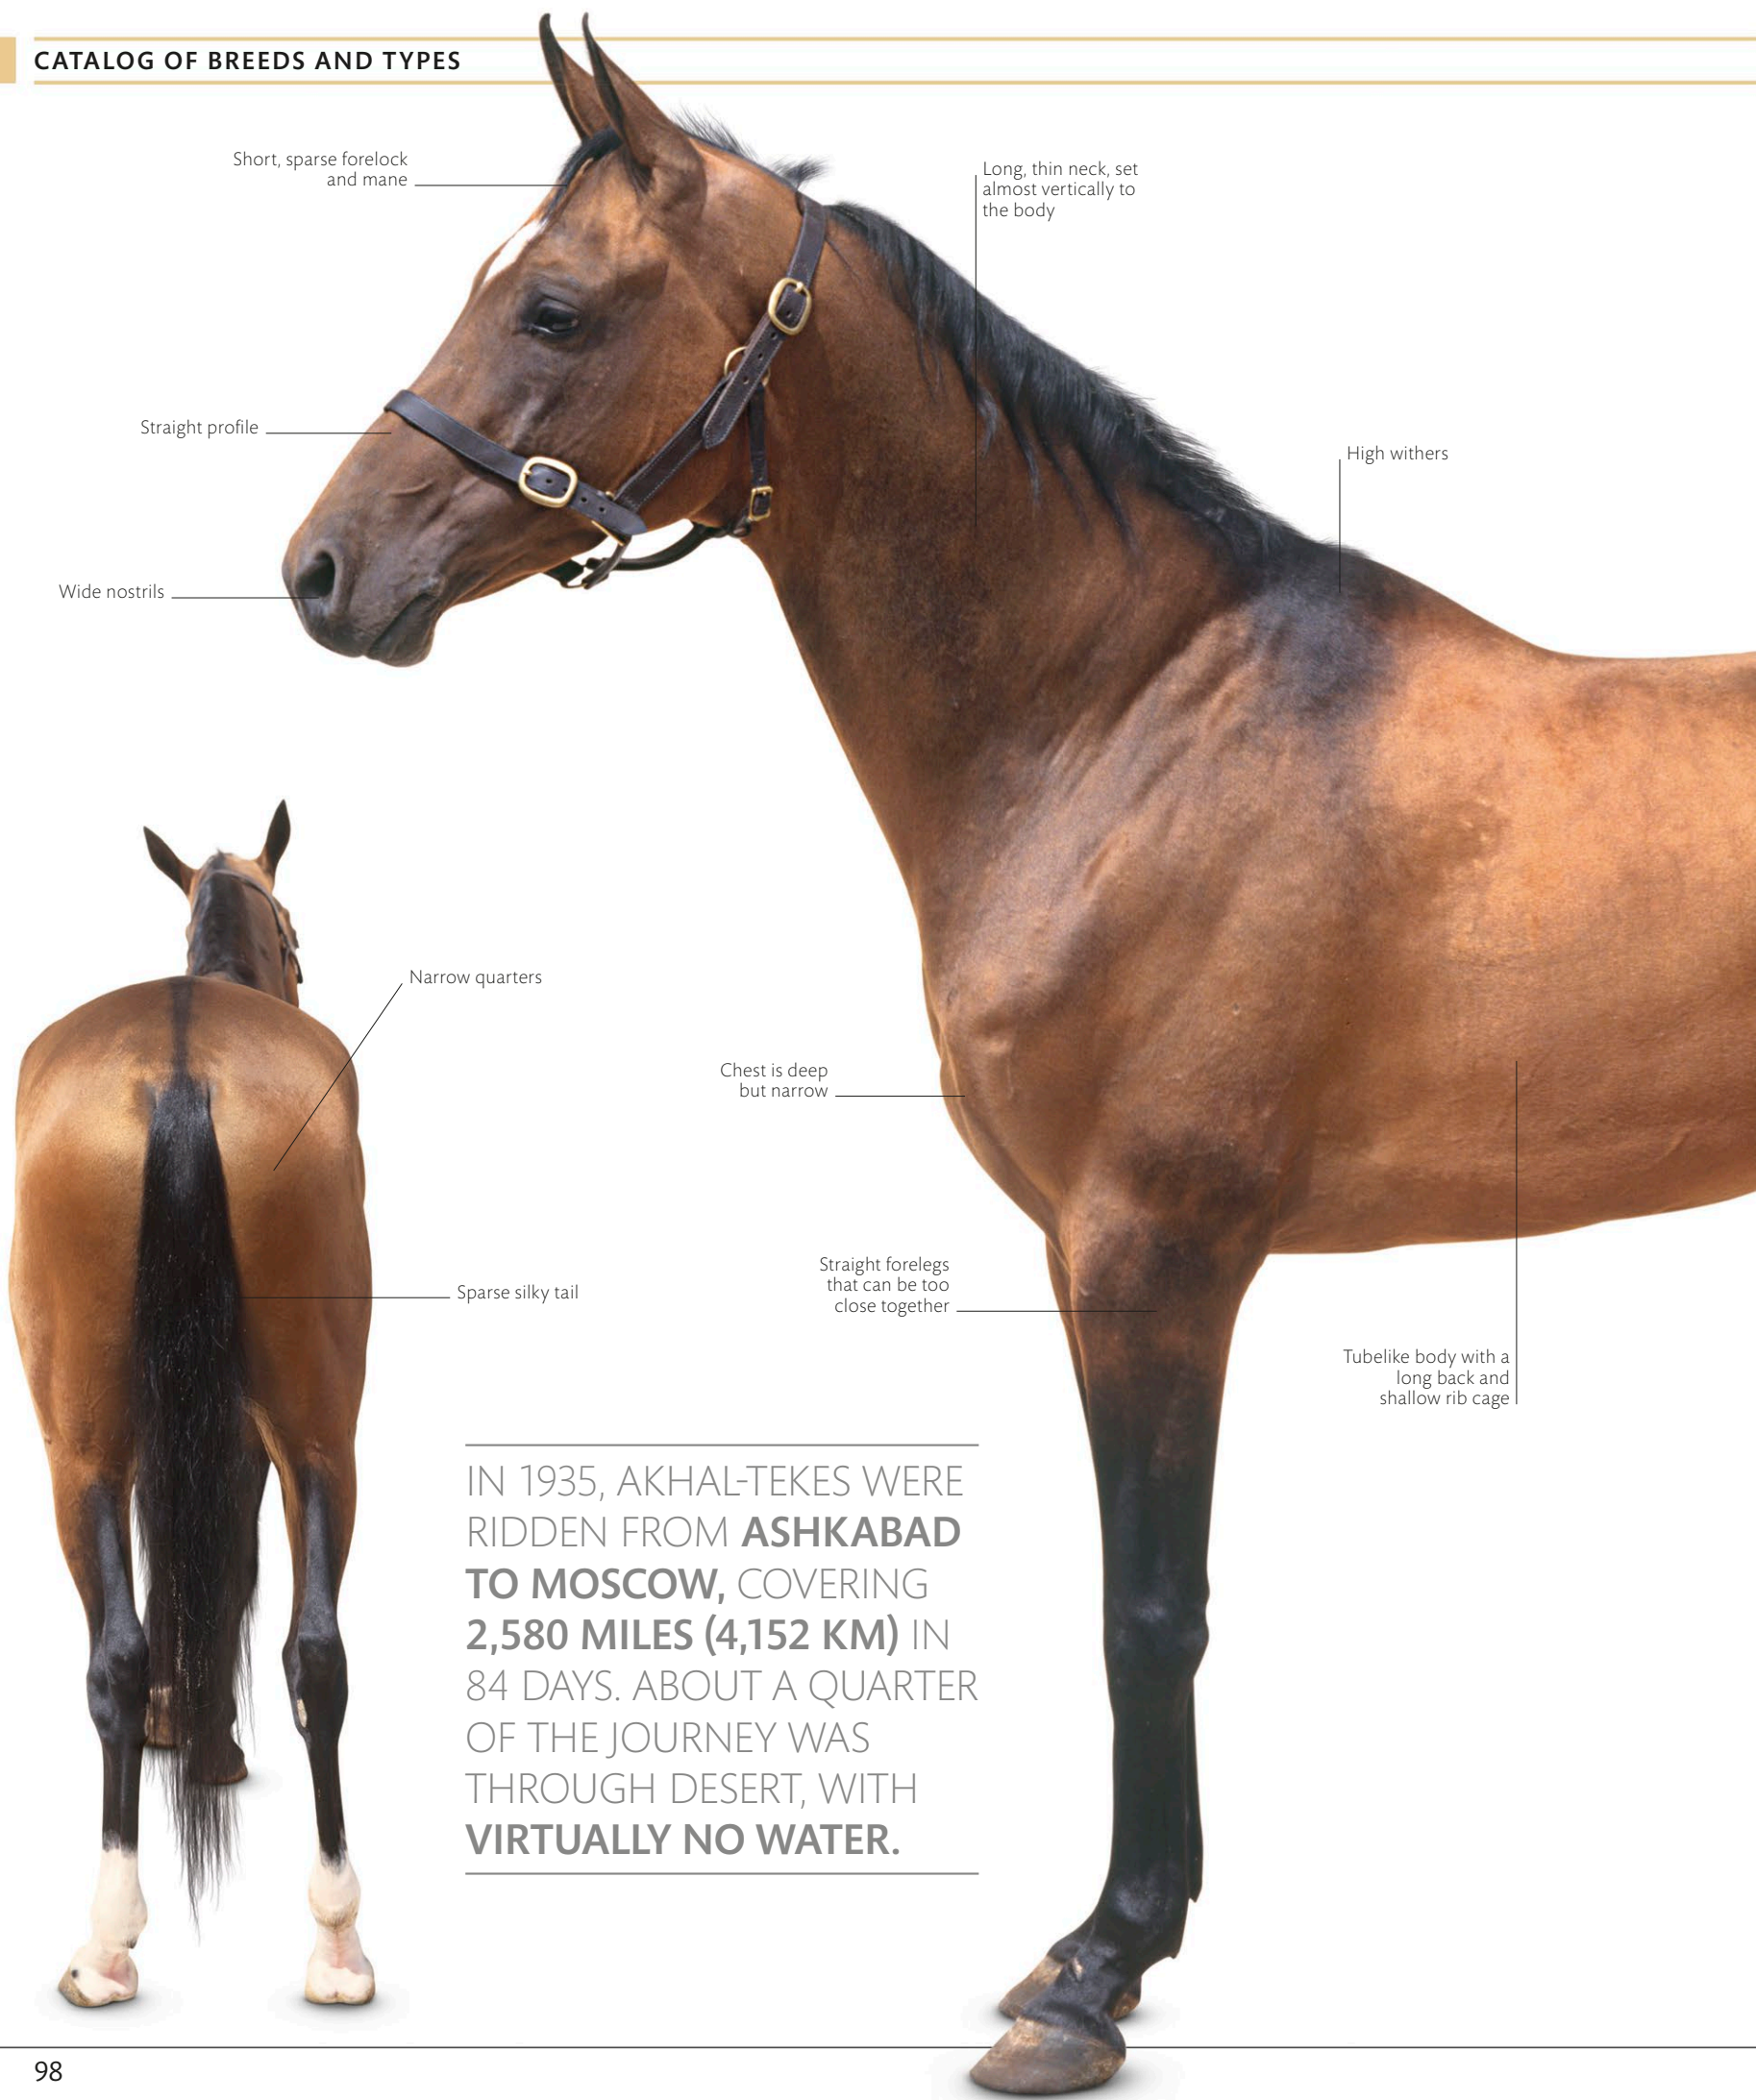 CATALOG OF BREEDS AND TYPES
Short, sparse forelock
and mane
Long, thin neck, set
almost vertically to
the body
Straight profile
High withers
Wide nostrils
Narrow quarters
Chest is deep
but narrow
Straight forelegs
that can be too
close together
Sparse silky tail
Tubelike body with a
long back and
shallow rib cage
IN 1935, AKHAL-TEKES WERE
RIDDEN FROM ASHKABAD
TO MOSCOW, COVERING
2,580 MILES (4,152 KM) IN
84 DAYS. ABOUT A QUARTER
OF THE JOURNEY WAS
THROUGH DESERT, WITH
VIRTUALLY NO WATER.
98